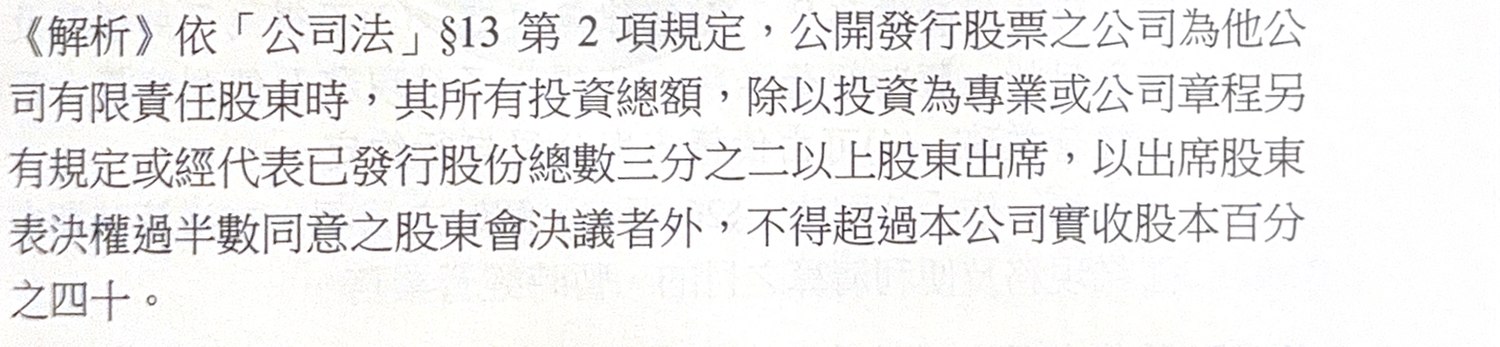 《解析》依「公司法」§13 第 2 項規定，公開發行股票之公司為他公
司有限責任股東時，其所有投資總額，除以投資為專業或公司章程另
有規定或經代表已發行股份總數三分之二以上股東出席，以出席股東
表決權過半數同意之股東會決議者外，不得超過本公司實收股本百分
之四十。